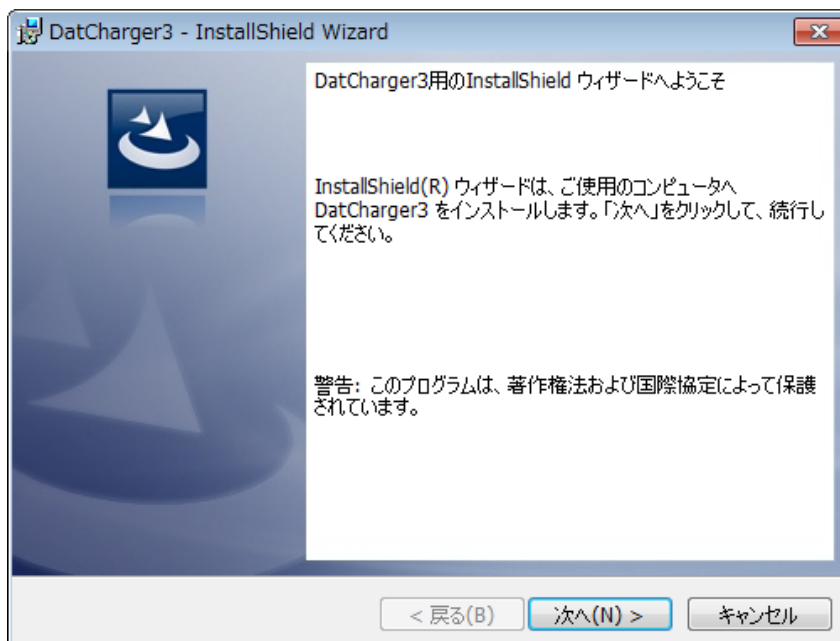 DatCharger3 - InstallShield Wizard
DatCharger3用のInstallShield ウィザードへようこそ
InstallShield(R) ウィザードは、ご使用のコンピュータへ
DatCharger3 をインストールします。「次へ」をクリックして、続行し
てください。
警告: このプログラムは、著作権法および国際協定によって保護
されています。
< 戻る(B)
次へ(N) >
キャンセル